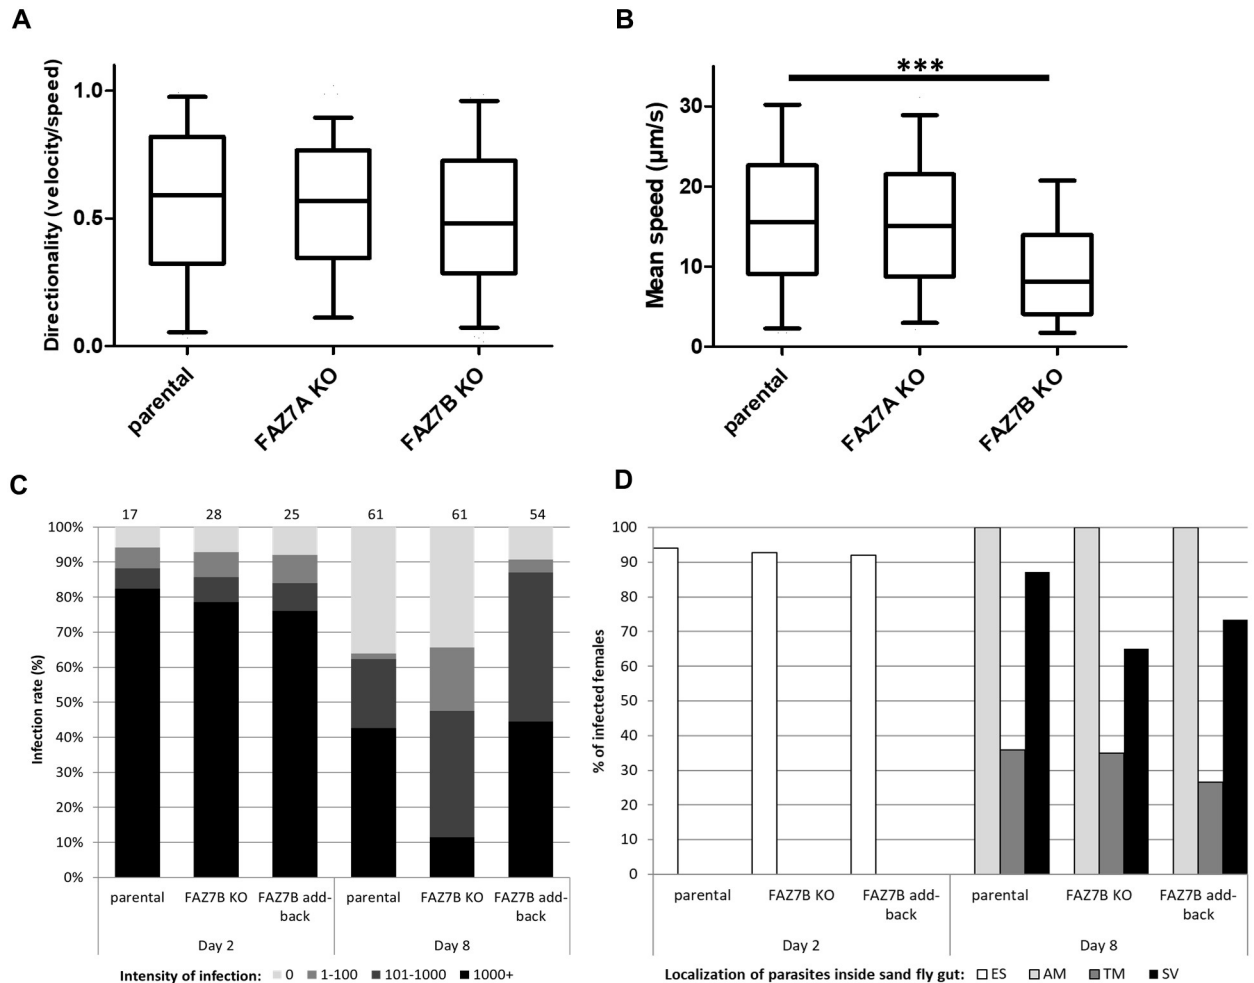 A
Directionality (velocity/speed)
1.0
0.5
0.0
parental
FAZ7A KO
FAZ7B KO
B
Mean speed (µm/s)
***
30
20
10
0
parental
FAZ7A KO
FAZ7B KO
C
Infection rate (%)
17 28 25 61 61 54
100%
90%
80%
70%
60%
50%
40%
30%
20%
10%
0%
parental FAZ7B KO FAZ7B add-back parental FAZ7B KO FAZ7B add-back
Day 2 Day 8
Intensity of infection: 0 1-100 101-1000 1000+
D
% of infected females
100
90
80
70
60
50
40
30
20
10
0
parental FAZ7B KO FAZ7B add-back parental FAZ7B KO FAZ7B add-back
Day 2 Day 8
Localization of parasites inside sand fly gut: ES AM TM SV